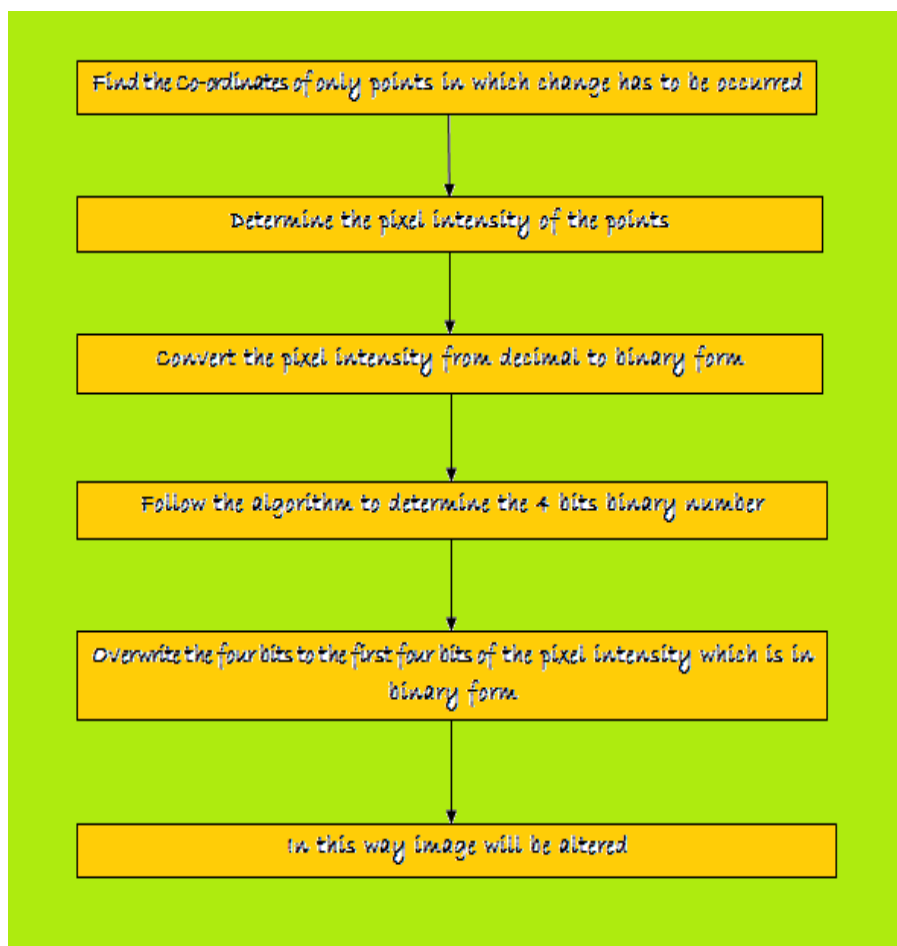 Find the Co-ordinates of only points in which change has to be occurred
Determine the pixel intensity of the points
Convert the pixel intensity from decimal to binary form
Follow the algorithm to determine the 4 bits binary number
Overwrite the four bits to the first four bits of the pixel intensity which is in
binary form
In this way image will be altered